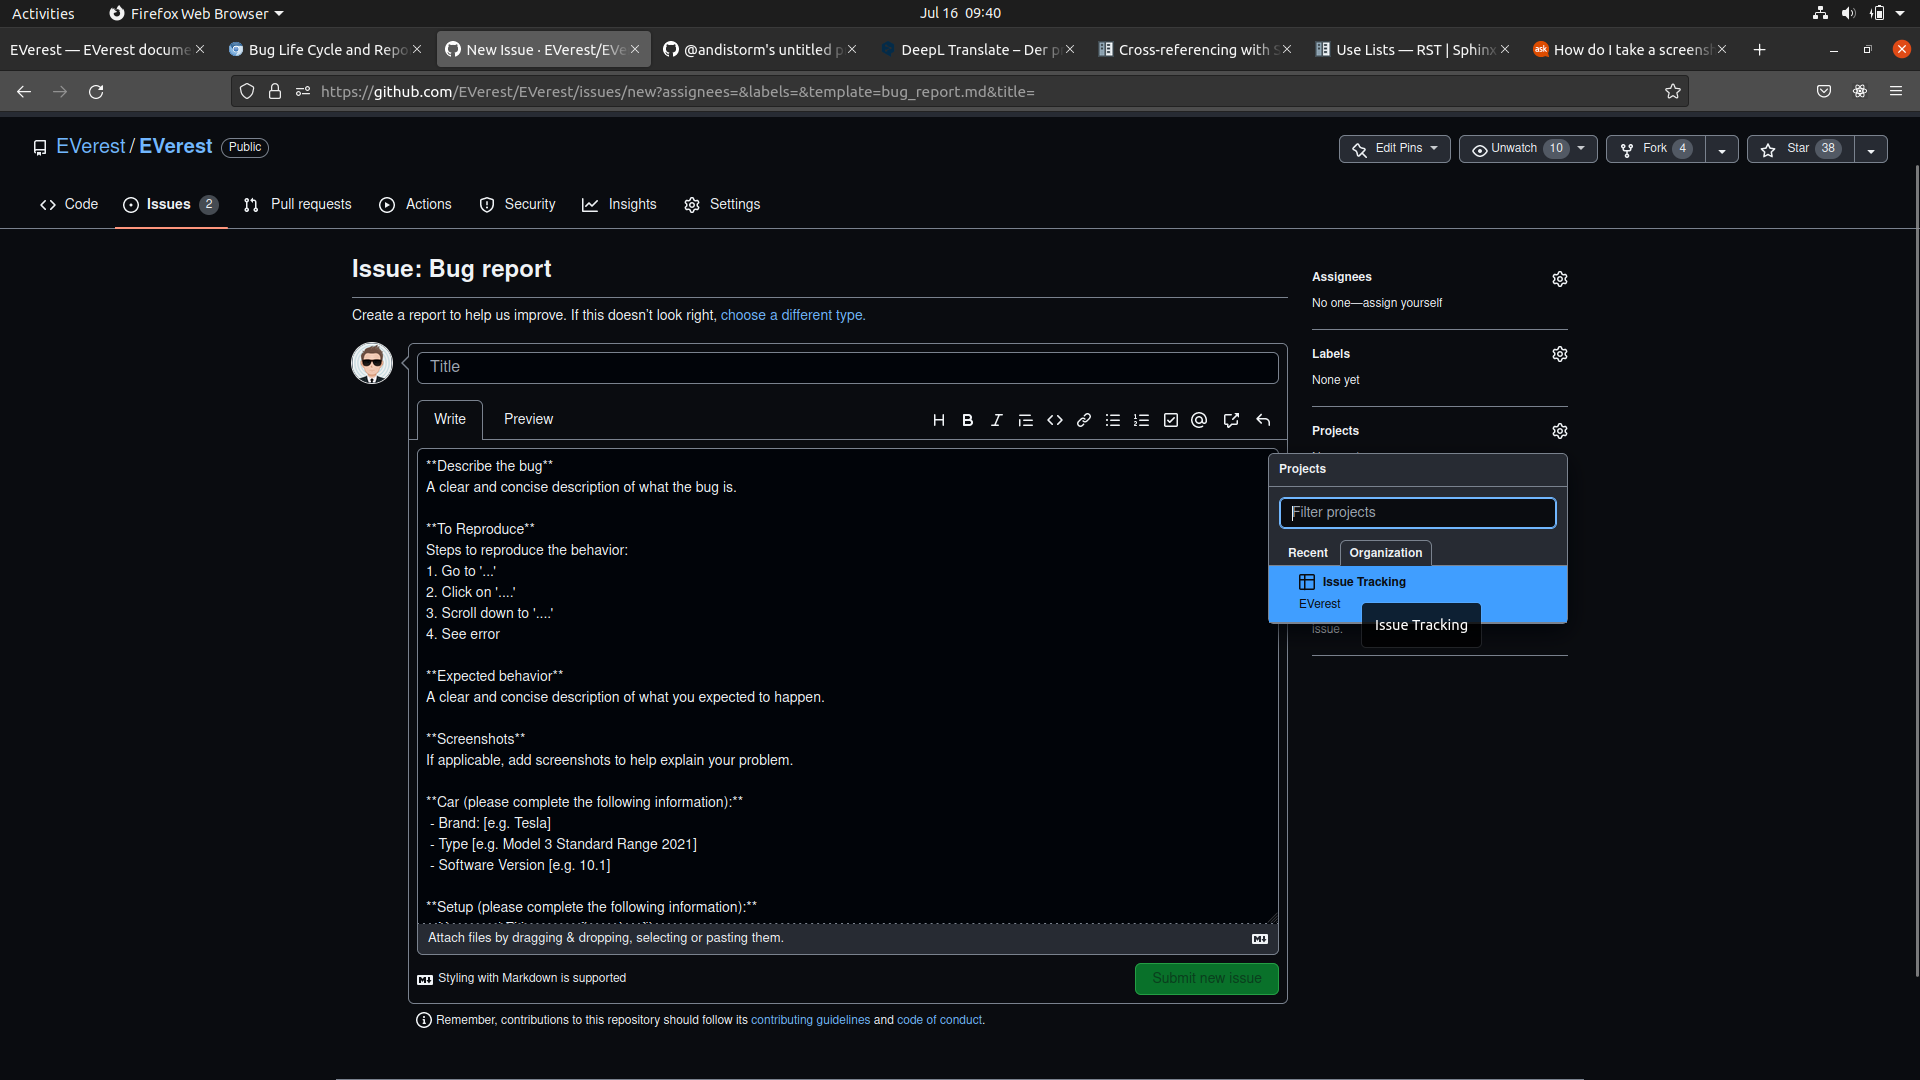 Activities
Firefox Web Browser
Jul 16 09:40
EVerest — EVerest docume
Bug Life Cycle and Repo
New Issue · EVerest/EVe
@andistorm's untitled p
DeepL Translate – Der p
Cross-referencing with S
Use Lists — RST | Sphinx
ask
How do I take a screensh
https://github.com/EVerest/EVerest/issues/new?assignees=&labels=&template=bug_report.md&title=
EVerest / EVerest
Public
Edit Pins
Unwatch 10
Fork 4
Star 38
Code
Issues 2
Pull requests
Actions
Security
Insights
Settings
Issue: Bug report
Create a report to help us improve. If this doesn't look right, choose a different type.
Title
Write
Preview
**Describe the bug**
A clear and concise description of what the bug is.
**To Reproduce**
Steps to reproduce the behavior:
1. Go to '...'
2. Click on '....'
3. Scroll down to '....'
4. See error
**Expected behavior**
A clear and concise description of what you expected to happen.
**Screenshots**
If applicable, add screenshots to help explain your problem.
**Car (please complete the following information):**
- Brand: [e.g. Tesla]
- Type [e.g. Model 3 Standard Range 2021]
- Software Version [e.g. 10.1]
**Setup (please complete the following information):**
Attach files by dragging & dropping, selecting or pasting them.
Styling with Markdown is supported
Submit new issue
Remember, contributions to this repository should follow its contributing guidelines and code of conduct.
Assignees
No one—assign yourself
Labels
None yet
Projects
Projects
Filter projects
Recent
Organization
Issue Tracking
EVerest
Issue Tracking
issue.